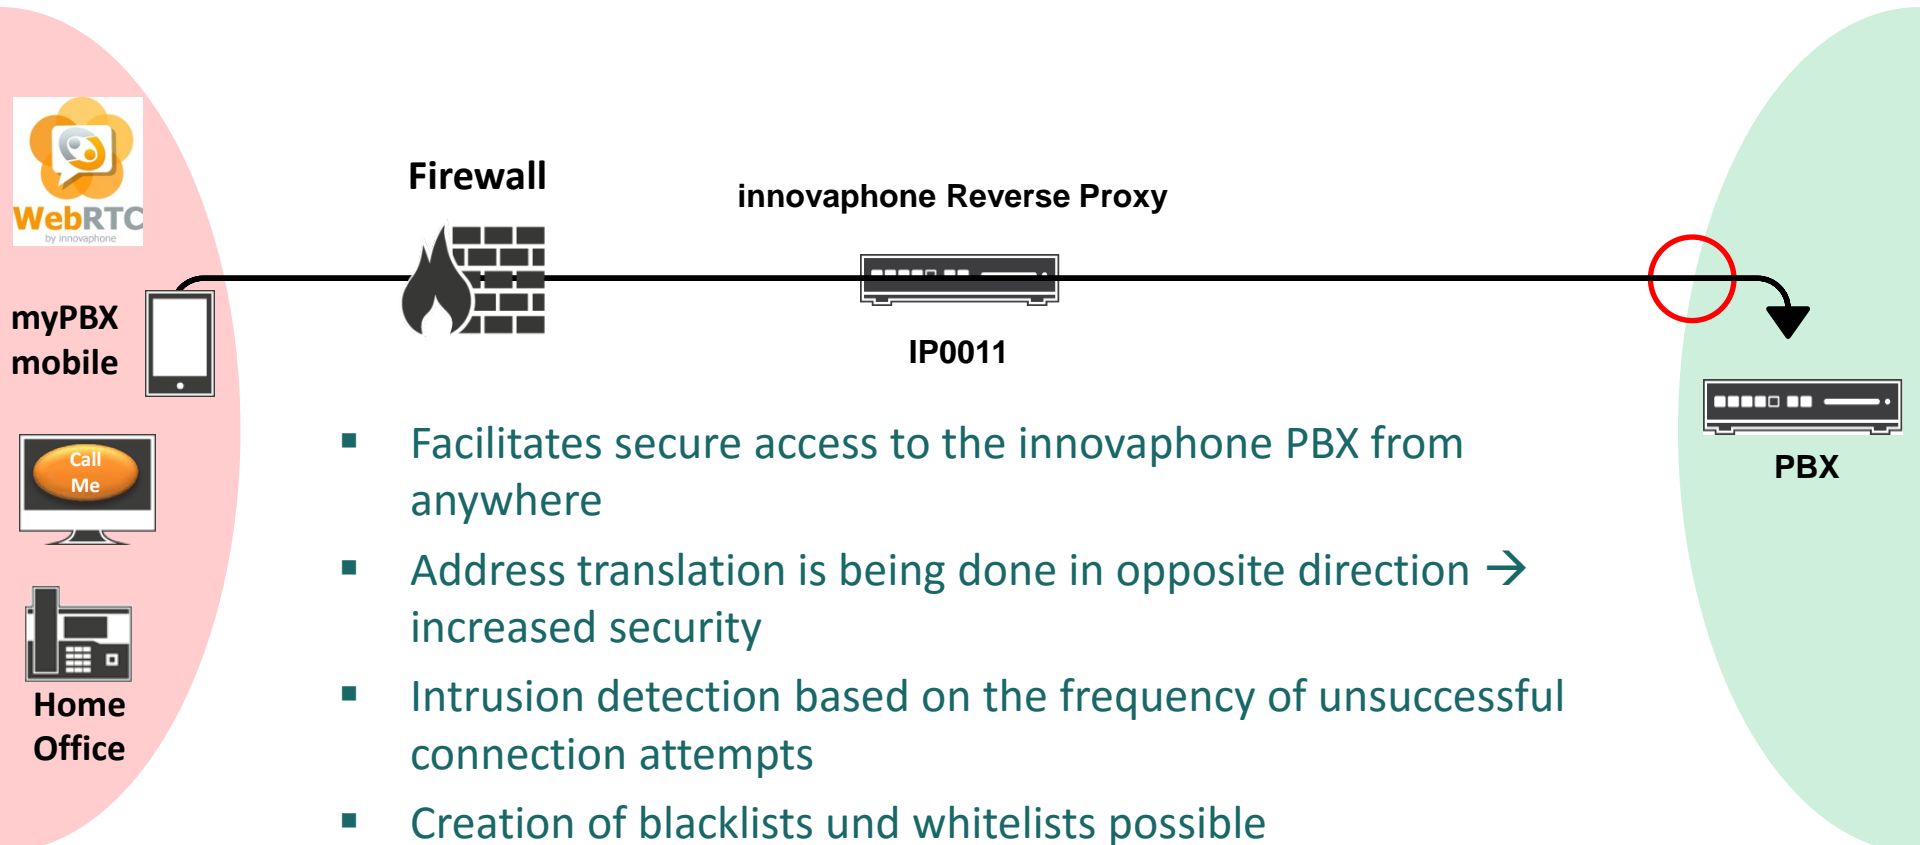 WebRTC
by innovaphone
Firewall
innovaphone Reverse Proxy
myPBX
mobile
IP0011
Call
Me
PBX
Home
Office
▪ Facilitates secure access to the innovaphone PBX from
anywhere
▪ Address translation is being done in opposite direction →
increased security
▪ Intrusion detection based on the frequency of unsuccessful
connection attempts
▪ Creation of blacklists und whitelists possible